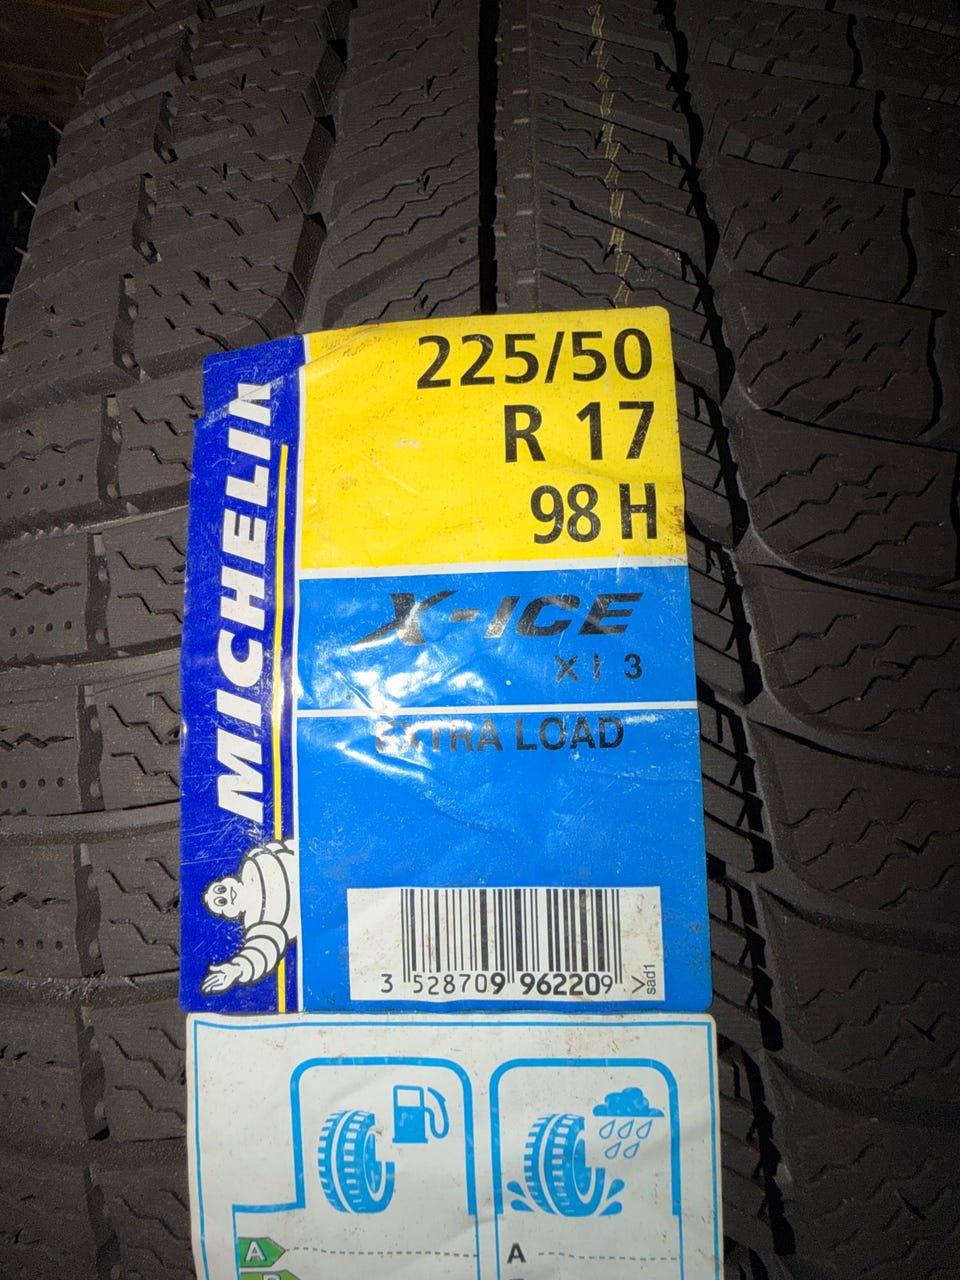 MICHELIN
225/50
R 17
98 H
X-ICE
XI 3
EXTRA LOAD
3 528709 962209
sad1
A
A